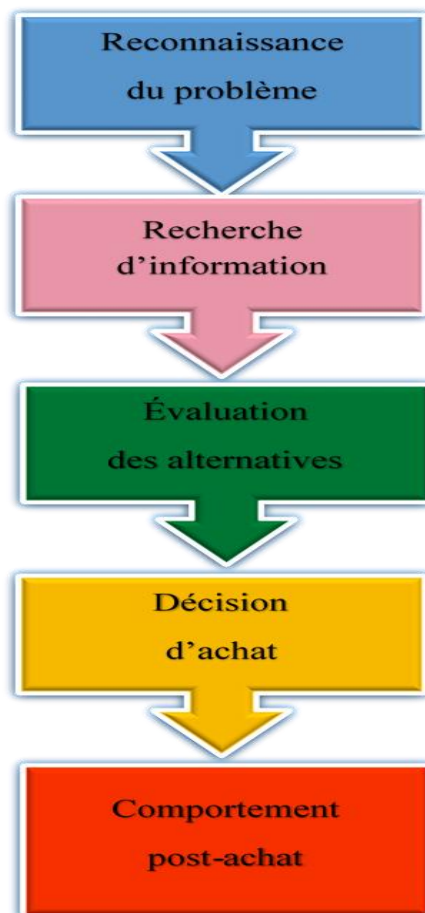 Reconnaissance
du problème
Recherche
d’information
Évaluation
des alternatives
Décision
d’achat
Comportement
post-achat